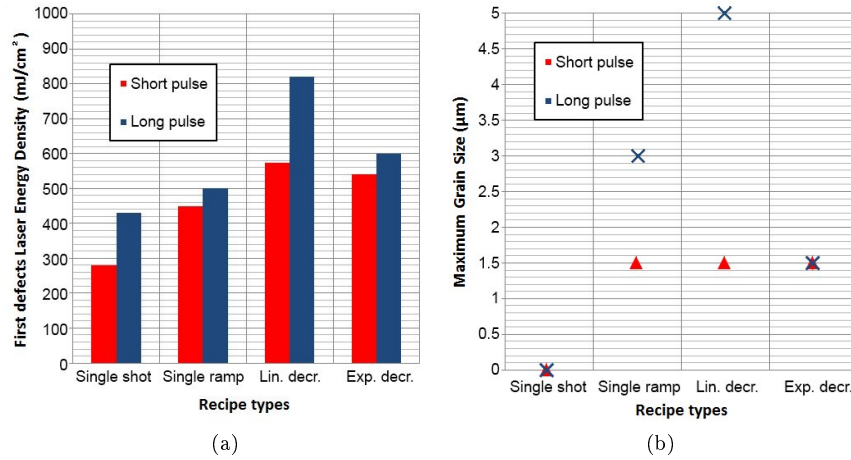 First defects Laser Energy Density (mJ/cm²)
1000
900
800
700
600
500
400
300
200
100
0
Short pulse
Long pulse
Single shot Single ramp Lin. decr. Exp. decr.
Recipe types
(a)
Maximum Grain Size (µm)
5
4.5
4
3.5
3
2.5
2
1.5
1
0.5
0
Short pulse
Long pulse
Single shot Single ramp Lin. decr. Exp. decr.
Recipe types
(b)